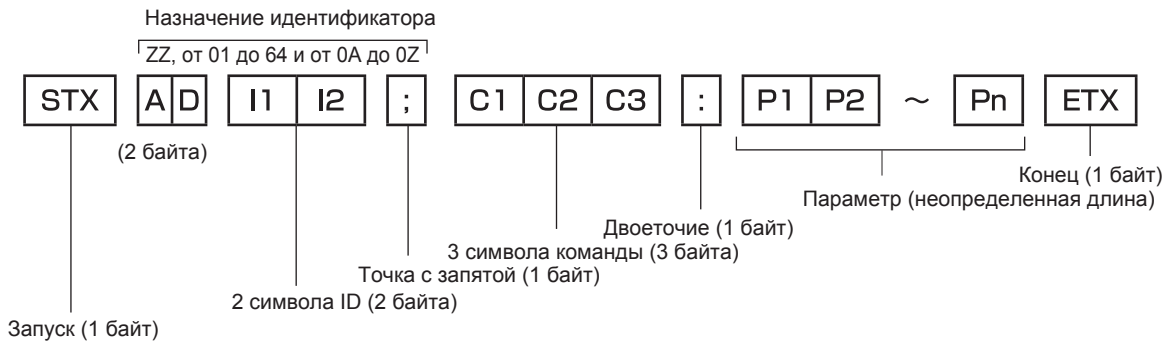 Назначение идентификатора
ZZ, от 01 до 64 и от 0A до 0Z
STX A D I1 I2 ; C1 C2 C3 : P1 P2 ～ Pn ETX
(2 байта)
Конец (1 байт)
Параметр (неопределенная длина)
Двоеточие (1 байт)
3 символа команды (3 байта)
Точка с запятой (1 байт)
2 символа ID (2 байта)
Запуск (1 байт)